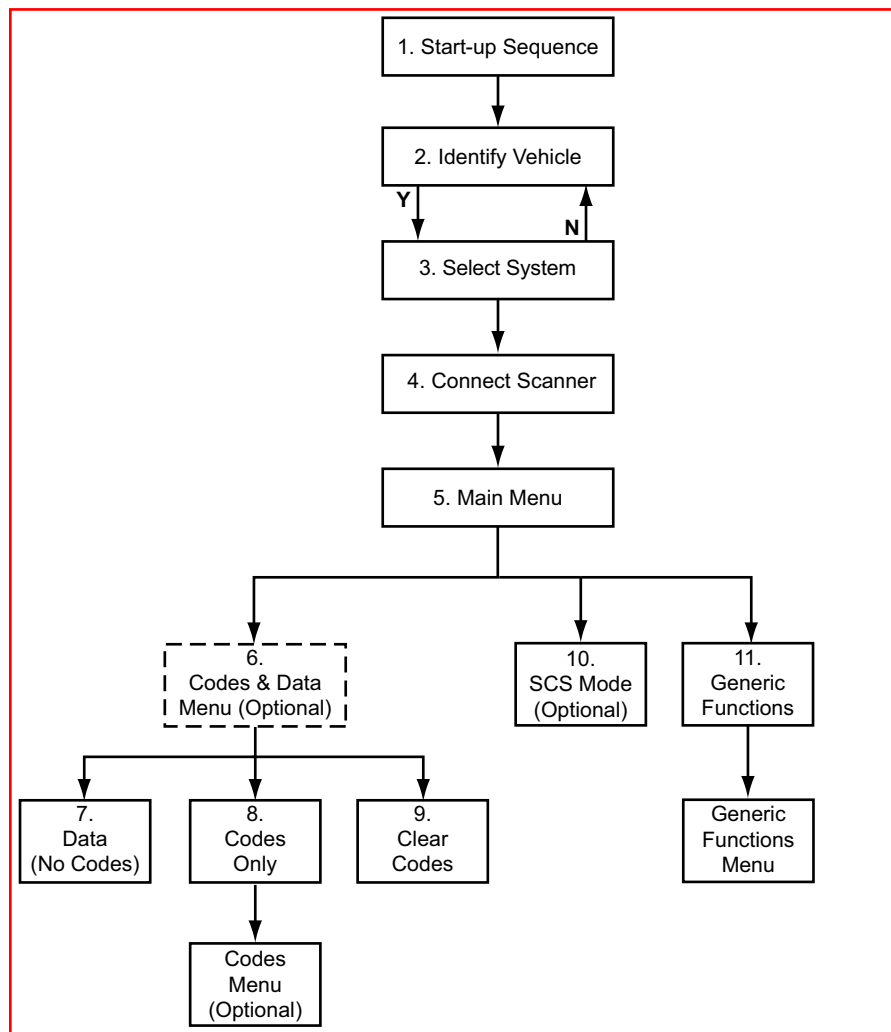 1. Start-up Sequence
2. Identify Vehicle
Y
N
3. Select System
4. Connect Scanner
5. Main Menu
6.
Codes & Data
Menu (Optional)
10.
SCS Mode
(Optional)
11.
Generic
Functions
7.
Data
(No Codes)
8.
Codes
Only
9.
Clear
Codes
Generic
Functions
Menu
Codes
Menu
(Optional)